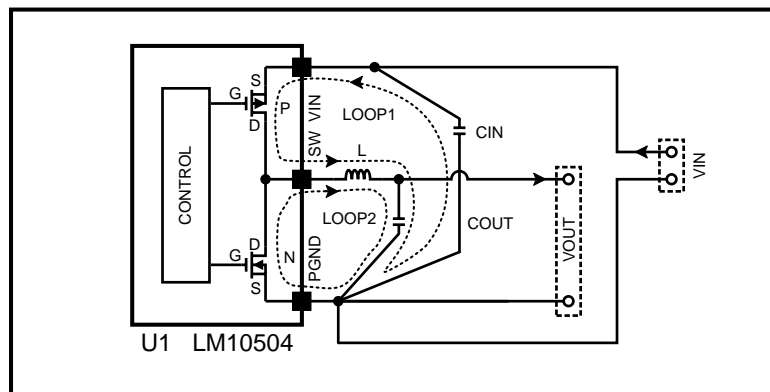 S
G
P
D
VIN
LOOP1
CIN
SW
L
VIN
CONTROL
LOOP2
COUT
VOUT
D
G
N
S
PGND
U1 LM10504